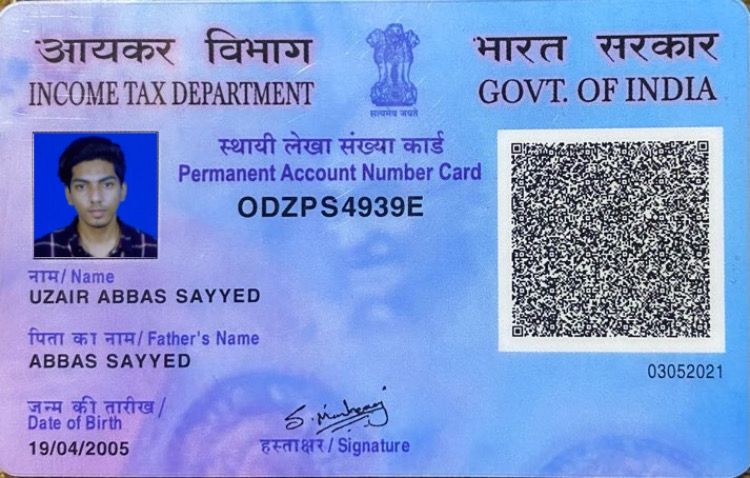 आयकर विभाग
INCOME TAX DEPARTMENT
सत्यमेव जयते
भारत सरकार
GOVT. OF INDIA
स्थायी लेखा संख्या कार्ड
Permanent Account Number Card
ODZPS4939E
नाम/ Name
UZAIR ABBAS SAYYED
पिता का नाम/ Father's Name
ABBAS SAYYED
03052021
जन्म की तारीख/
Date of Birth
19/04/2005
हस्ताक्षर/ Signature